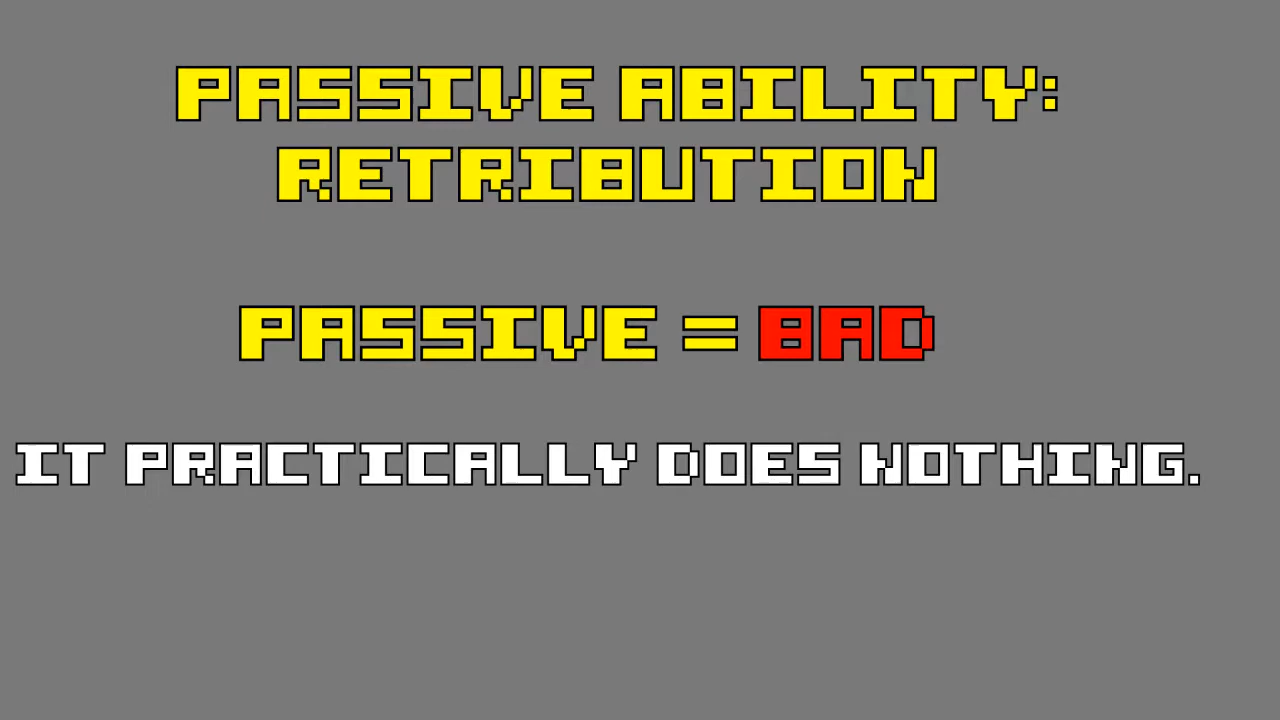 PASSIVE ABILITY:
RETRIBUTION
PASSIVE = BAD
IT PRACTICALLY DOES NOTHING.